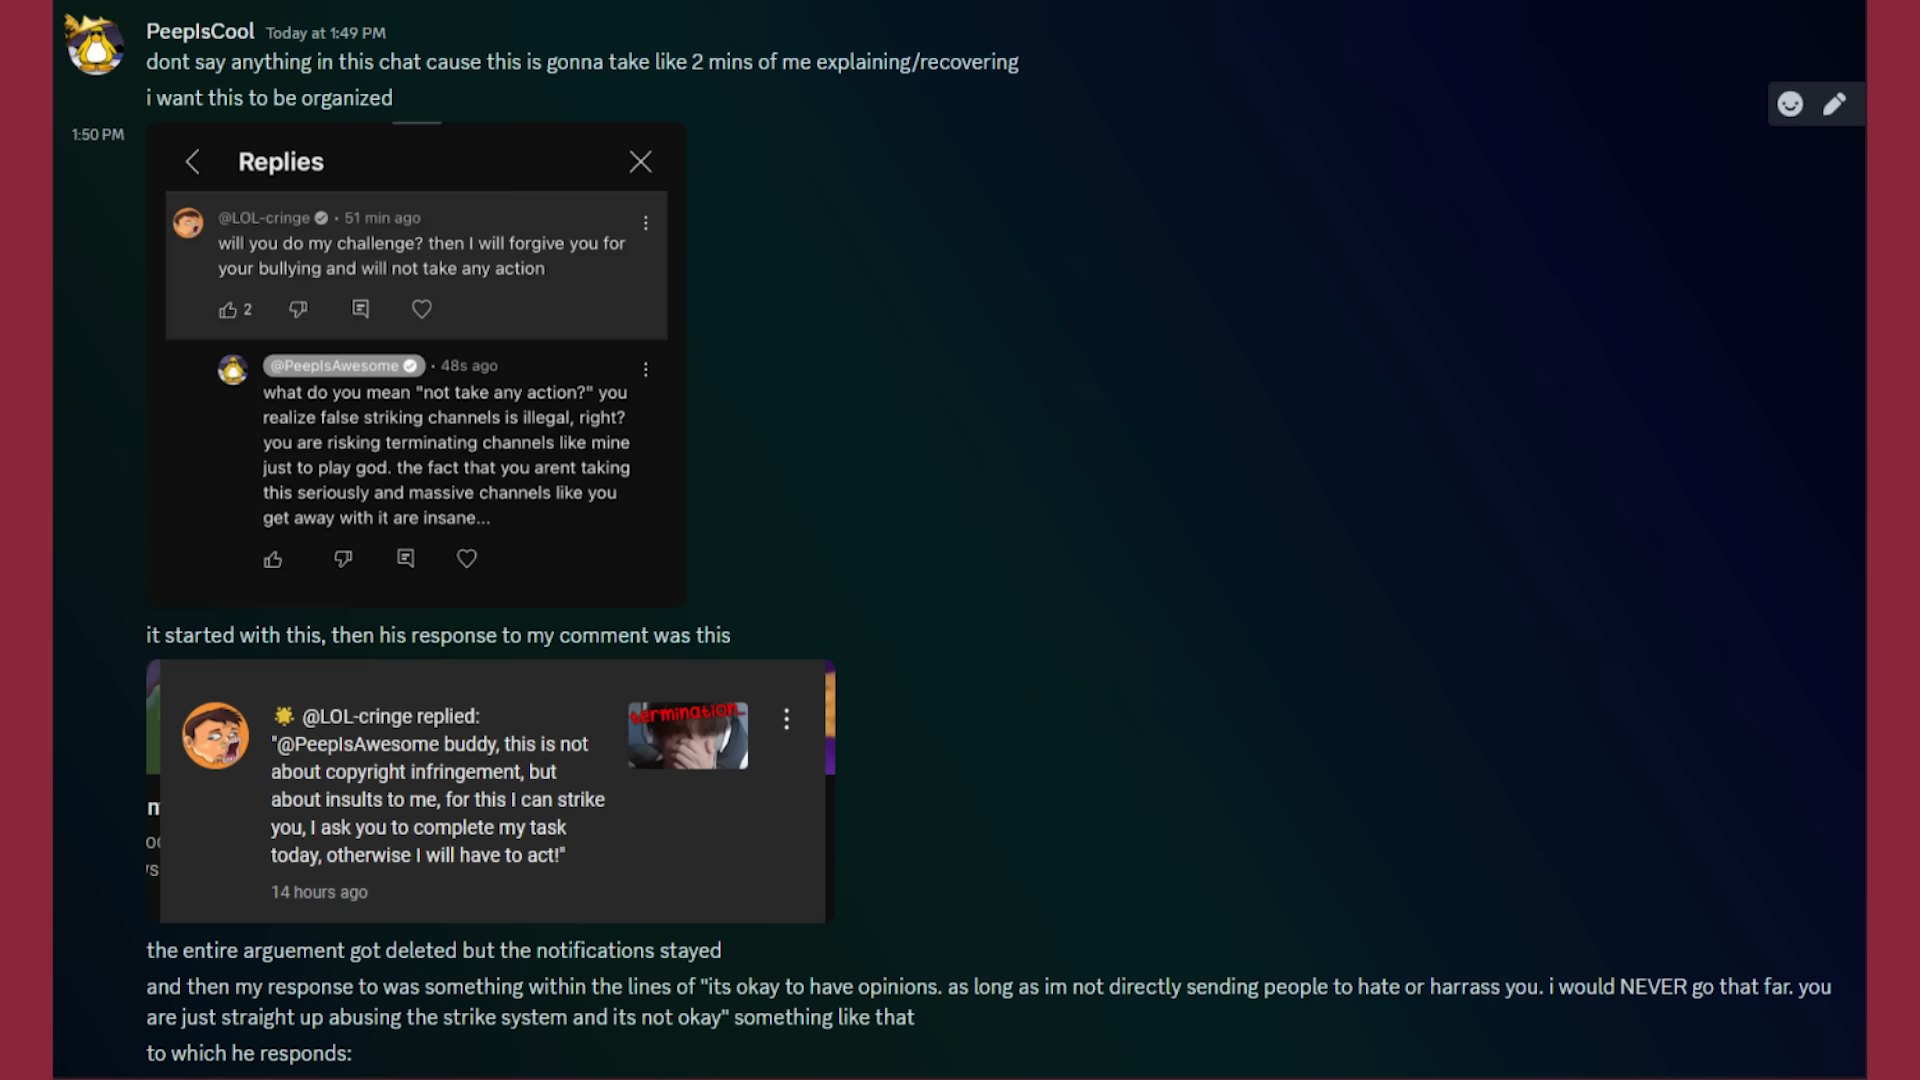 PeepIsCool Today at 1:49 PM
dont say anything in this chat cause this is gonna take like 2 mins of me explaining/recovering
i want this to be organized
1:50 PM
Replies
@LOL-cringe • 51 min ago
will you do my challenge? then I will forgive you for
your bullying and will not take any action
2
@PeepIsAwesome • 48s ago
what do you mean "not take any action?" you
realize false striking channels is illegal, right?
you are risking terminating channels like mine
just to play god. the fact that you arent taking
this seriously and massive channels like you
get away with it are insane...
it started with this, then his response to my comment was this
@LOL-cringe replied:
termination..
"@PeepIsAwesome buddy, this is not
about copyright infringement, but
about insults to me, for this I can strike
you, I ask you to complete my task
today, otherwise I will have to act!"
14 hours ago
the entire arguement got deleted but the notifications stayed
and then my response to was something within the lines of "its okay to have opinions. as long as im not directly sending people to hate or harrass you. i would NEVER go that far. you
are just straight up abusing the strike system and its not okay" something like that
to which he responds: